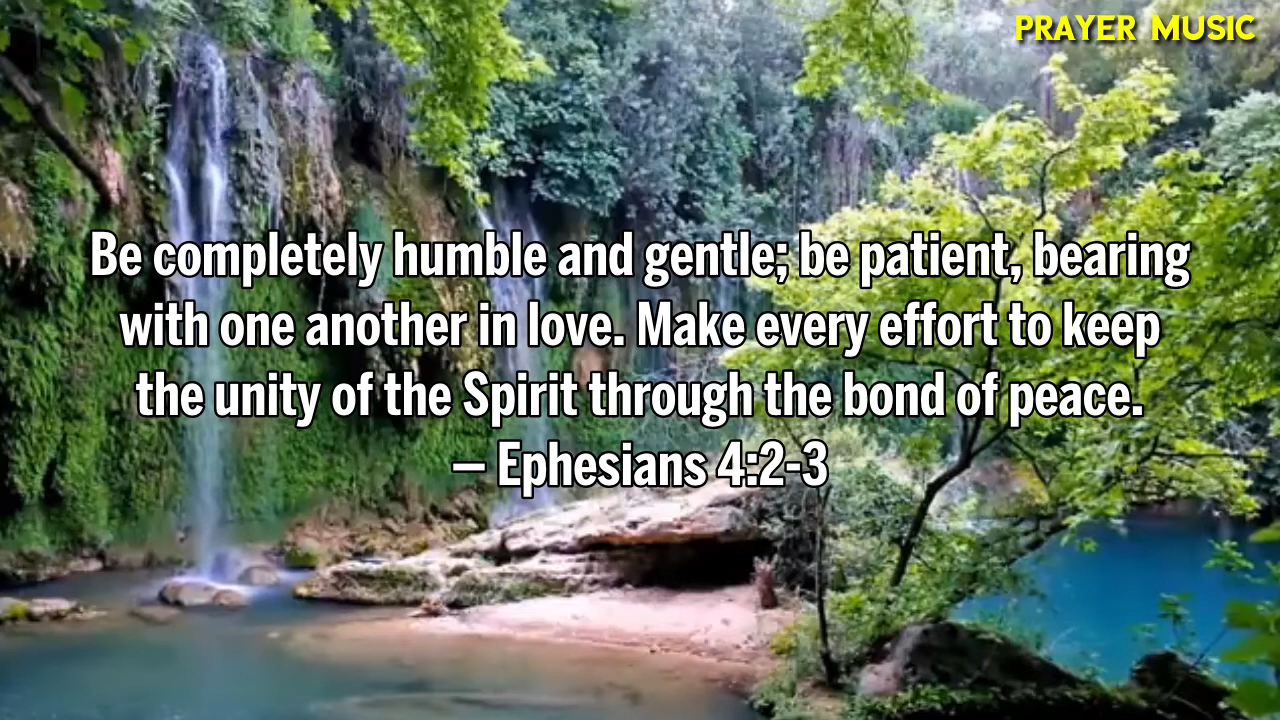 PRAYER MUSIC
Be completely humble and gentle; be patient, bearing
with one another in love. Make every effort to keep
the unity of the Spirit through the bond of peace.
– Ephesians 4:2-3